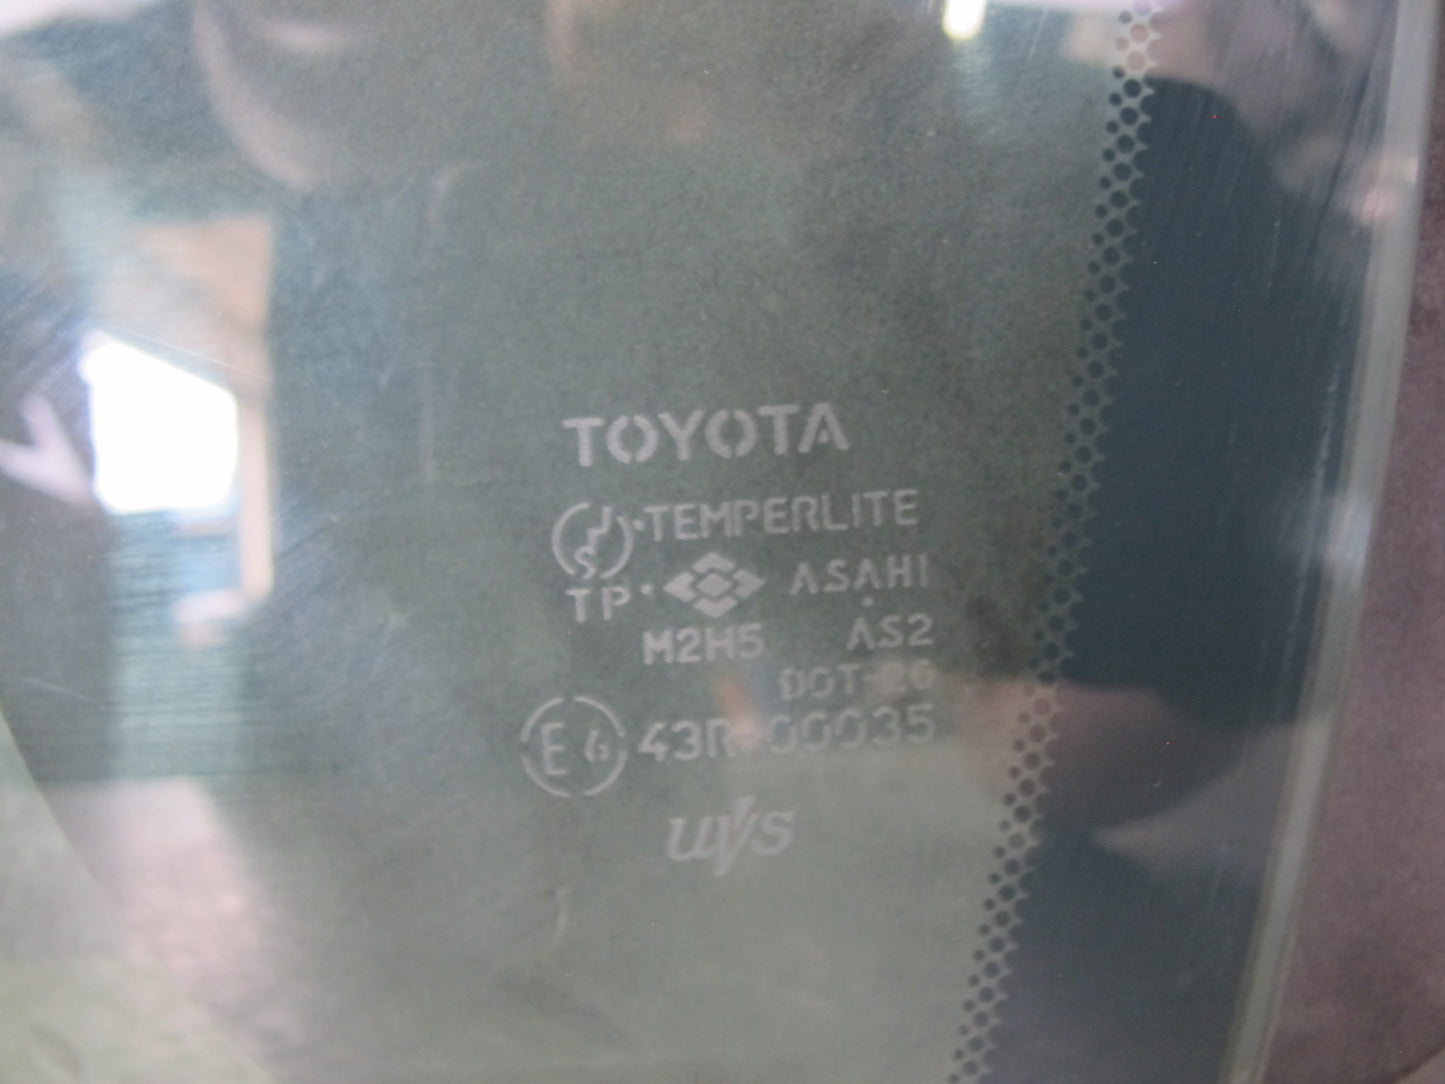 TOYOTA
TEMPERLITE
TP ASAHI
M2H5 AS2
DOT-26
E6 43R-00035
uvs